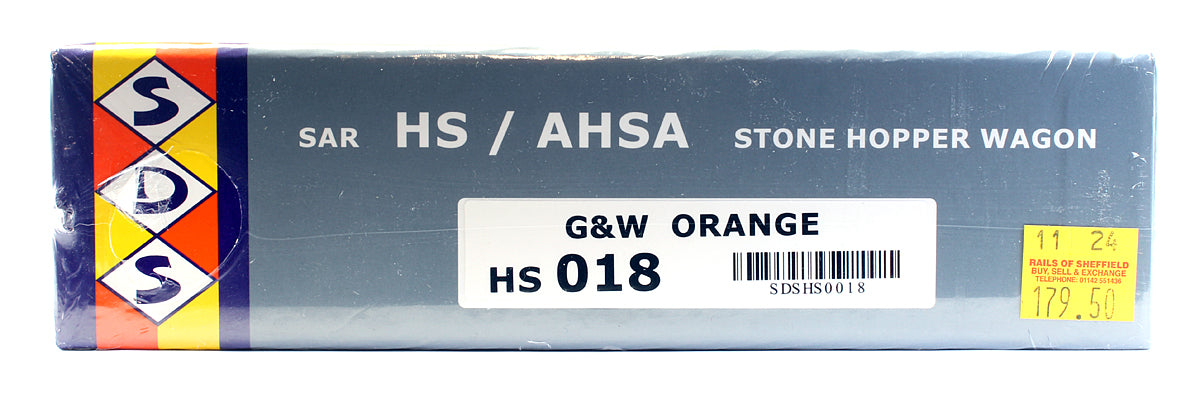 S
D
S
SAR HS / AHSA STONE HOPPER WAGON
G&W ORANGE
HS 018
SDSHS0018
11 24
RAILS OF SHEFFIELD
BUY, SELL & EXCHANGE
TELEPHONE: 01142 551436
179.50